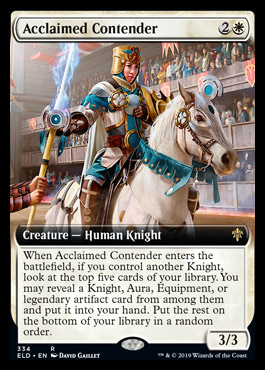 Acclaimed Contender 2
Creature — Human Knight
When Acclaimed Contender enters the
battlefield, if you control another Knight,
look at the top five cards of your library. You
may reveal a Knight, Aura, Equipment, or
legendary artifact card from among them
and put it into your hand. Put the rest on
the bottom of your library in a random
order.
3/3
334 R
ELD • EN DAVID GAILLET
™ & © 2019 Wizards of the Coast